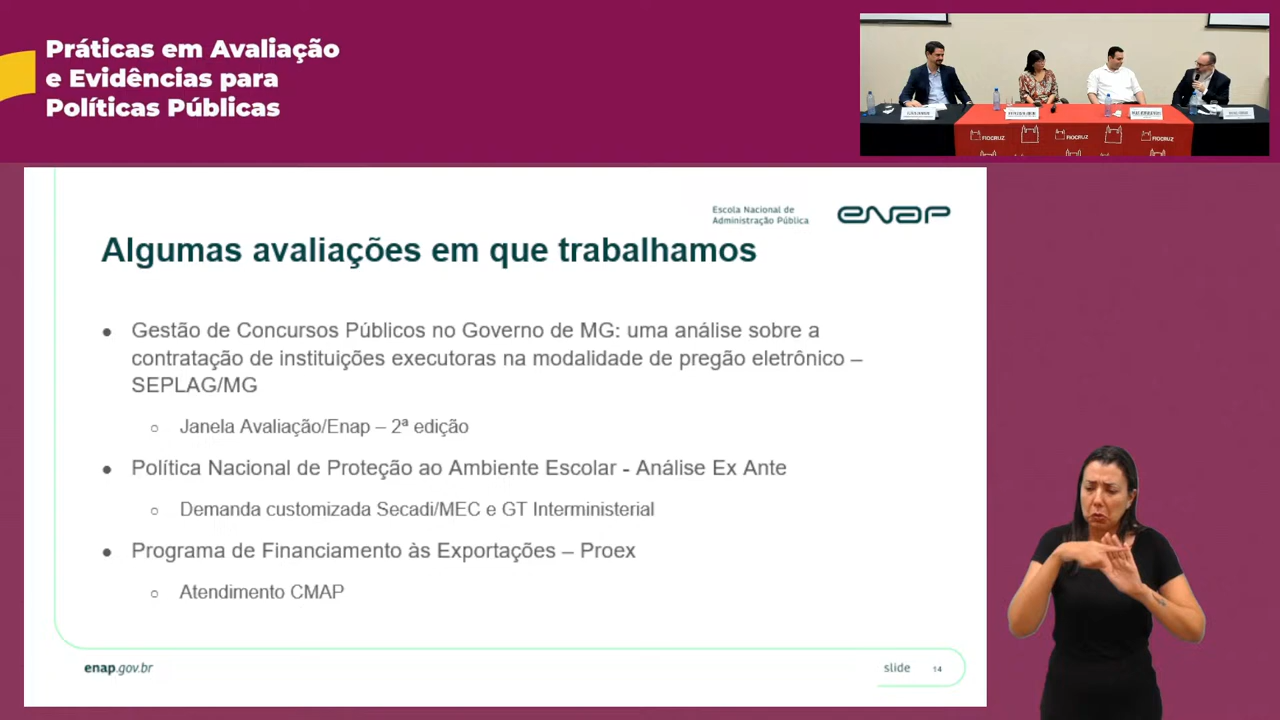 Práticas em Avaliação
e Evidências para
Políticas Públicas
FIOCRUZ
FIOCRUZ
Escola Nacional de
Administração Pública
enap
Algumas avaliações em que trabalhamos
● Gestão de Concursos Públicos no Governo de MG: uma análise sobre a
contratação de instituições executoras na modalidade de pregão eletrônico –
SEPLAG/MG
○ Janela Avaliação/Enap – 2ª edição
● Política Nacional de Proteção ao Ambiente Escolar - Análise Ex Ante
○ Demanda customizada Secadi/MEC e GT Interministerial
● Programa de Financiamento às Exportações – Proex
○ Atendimento CMAP
enap.gov.br
slide 14